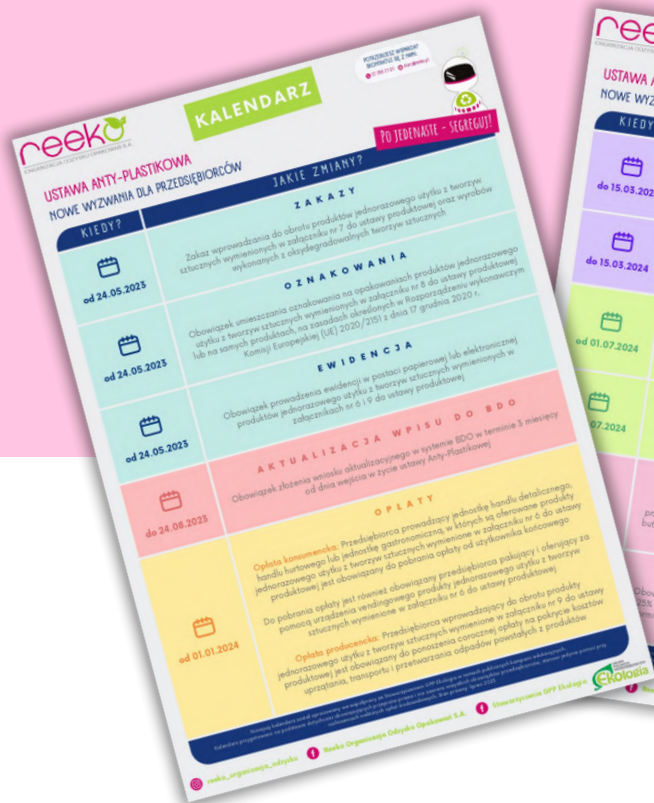 reeko
ORGANIZACJA ODZYSKU OPAKOWAŃ S.A.
KALENDARZ
POTRZEBUJESZ WSPARCIA?
SKONTAKTUJ SIĘ Z NAMI:
PO JEDENASTE - SEGREGUJ!
USTAWA ANTY-PLASTIKOWA
NOWE WYZWANIA DLA PRZEDSIĘBIORCÓW
KIEDY?
JAKIE ZMIANY?
od 24.05.2023
ZAKAZY
Zakaz wprowadzania do obrotu produktów jednorazowego użytku z tworzyw
sztucznych wymienionych w załączniku nr 7 do ustawy produktowej oraz wyrobów
wykonanych z oksydegradowalnych tworzyw sztucznych
od 24.05.2023
OZNAKOWANIA
Obowiązek umieszczania oznakowania na opakowaniach produktów jednorazowego
użytku z tworzyw sztucznych wymienionych w załączniku nr 8 do ustawy produktowej
lub na samych produktach, na zasadach określonych w Rozporządzeniu wykonawczym
Komisji Europejskiej (UE) 2020/2151 z dnia 17 grudnia 2020 r.
od 24.05.2023
EWIDENCJA
Obowiązek prowadzenia ewidencji w postaci papierowej lub elektronicznej
produktów jednorazowego użytku z tworzyw sztucznych wymienionych w
załącznikach nr 6 i 9 do ustawy produktowej
do 24.08.2023
AKTUALIZACJA WPISU DO BDO
Obowiązek złożenia wniosku aktualizacyjnego w systemie BDO w terminie 3 miesięcy
od dnia wejścia w życie ustawy Anty-Plastikowej
od 01.01.2024
OPŁATY
Opłata konsumencka: Przedsiębiorca prowadzący jednostkę handlu detalicznego,
handlu hurtowego lub jednostkę gastronomiczną, w których są oferowane produkty
jednorazowego użytku z tworzyw sztucznych wymienione w załączniku nr 6 do ustawy
produktowej jest obowiązany do pobrania opłaty od użytkownika końcowego
Do pobrania opłaty jest również obowiązany przedsiębiorca pakujący i oferujący za
pomocą urządzenia vendingowego produkty jednorazowego użytku z tworzyw
sztucznych wymienione w załączniku nr 6 do ustawy produktowej
Opłata producencka: Przedsiębiorca wprowadzający do obrotu produkty
jednorazowego użytku z tworzyw sztucznych wymienione w załączniku nr 9 do ustawy
produktowej jest obowiązany do ponoszenia corocznej opłaty na pokrycie kosztów
uprzątania, transportu i przetwarzania odpadów powstałych z produktów
reeko_organizacja_odzysku
Reeko Organizacja Odzysku Opakowań S.A.
Stowarzyszenie OPP Ekologia
Ekologia
USTAWA A
NOWE WYZ
KIEDY
do 15.03.202
do 15.03.2024
od 01.07.2024
07.2024